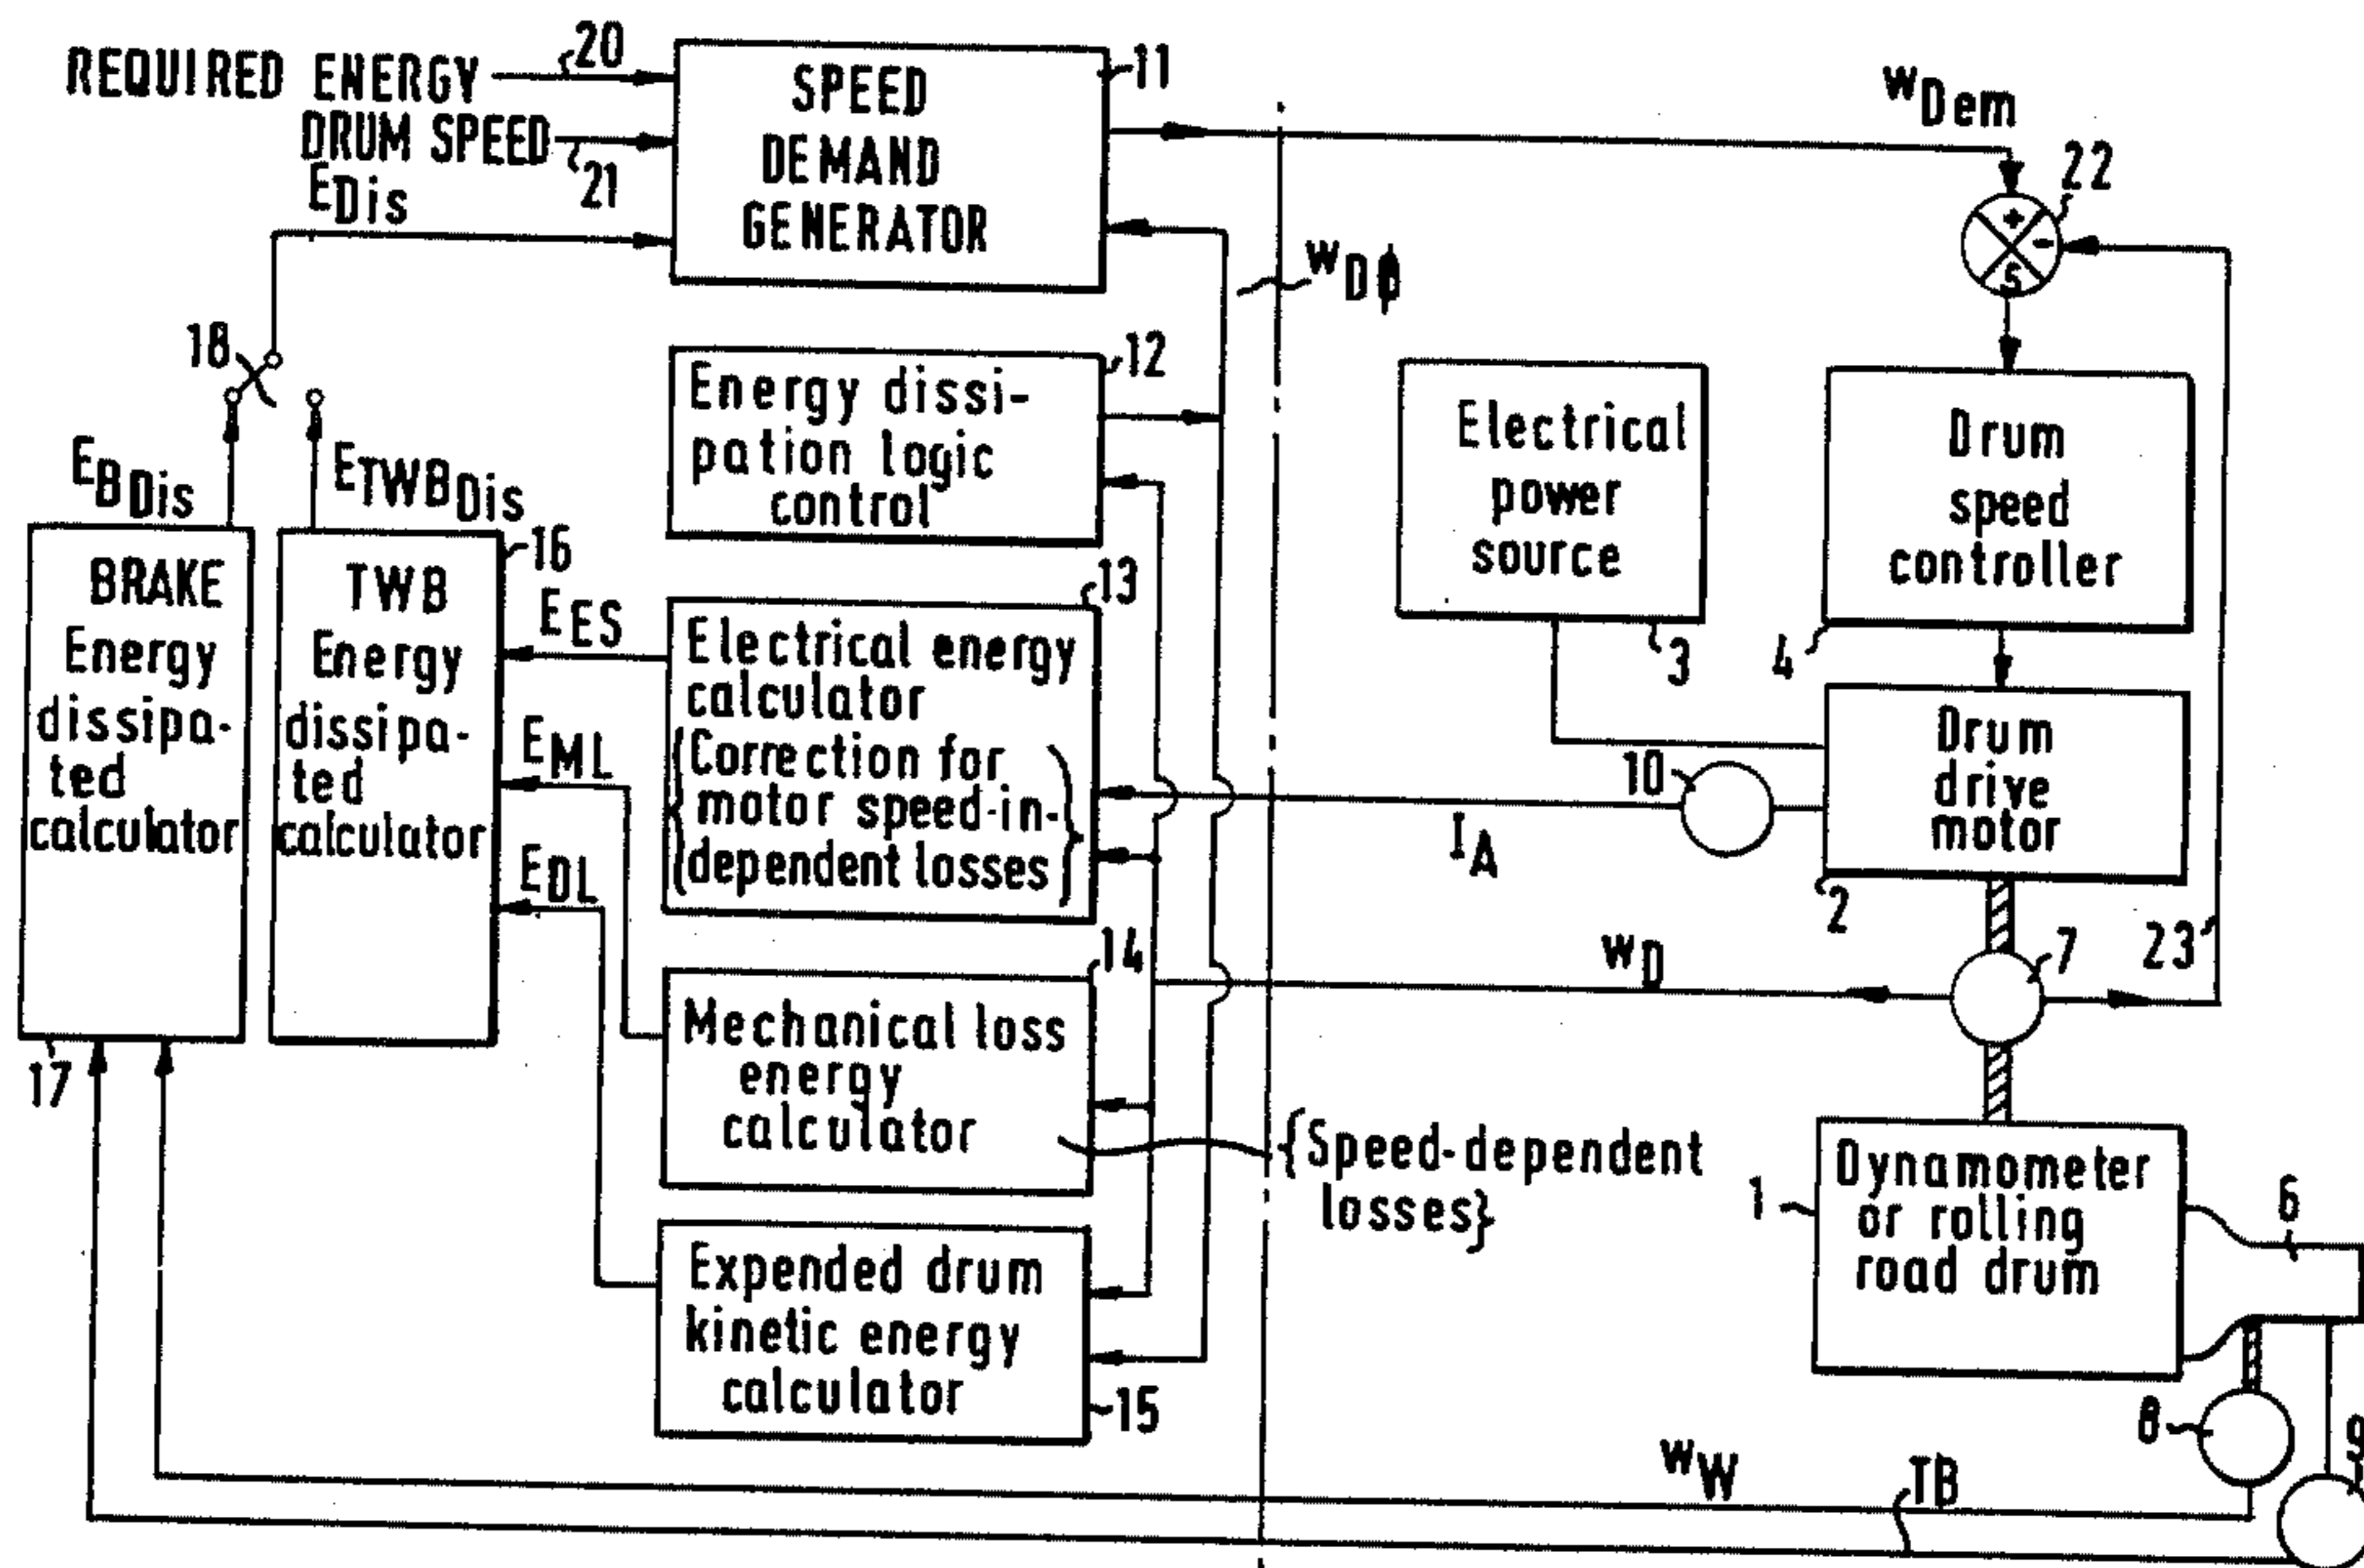 REQUIRED ENERGY
20
DRUM SPEED
21
EDis
SPEED
DEMAND
GENERATOR
11
wDem
22
+
-
S
wDϕ
18
EBDis
ETWBDis
Energy dissi-
pation logic
control
12
Electrical
power
source
3
Drum
speed
controller
4
BRAKE
Energy
dissipa-
ted
calculator
17
TWB
Energy
dissipa-
ted
calculator
16
EES
EML
EDL
Electrical energy
calculator
(Correction for
motor speed-in-
dependent losses)
13
10
IA
Drum
drive
motor
2
23
wD
7
Mechanical loss
energy
calculator
14
{Speed-dependent
losses}
Expended drum
kinetic energy
calculator
15
1
Dynamometer
or rolling
road drum
6
8
9
wW
TB